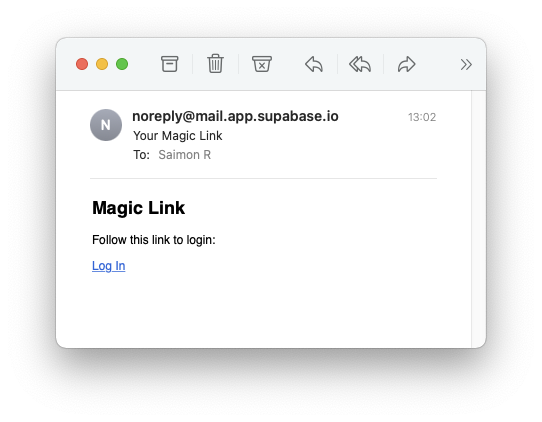 N
noreply@mail.app.supabase.io
13:02
Your Magic Link
To: Saimon R
Magic Link
Follow this link to login:
Log In